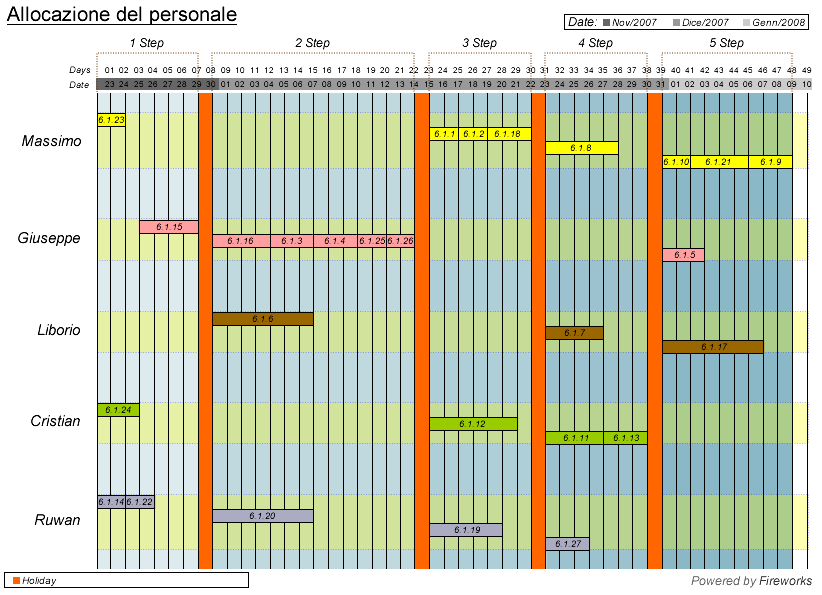 Allocazione del personale
Date: Nov/2007 Dice/2007 Genn/2008
1 Step 2 Step 3 Step 4 Step 5 Step
Days 01 02 03 04 05 06 07 08 09 10 11 12 13 14 15 16 17 18 19 20 21 22 23 24 25 26 27 28 29 30 31 32 33 34 35 36 37 38 39 40 41 42 43 44 45 46 47 48 49
Date 23 24 25 26 27 28 29 30 01 02 03 04 05 06 07 08 09 10 11 12 13 14 15 16 17 18 19 20 21 22 23 24 25 26 27 28 29 30 31 01 02 03 04 05 06 07 08 09 10
6.1.23
Massimo 6.1.1 6.1.2 6.1.18
6.1.8
6.1.10 6.1.21 6.1.9
6.1.15
Giuseppe 6.1.16 6.1.3 6.1.4 6.1.25 6.1.26
6.1.5
6.1.6
Liborio 6.1.7
6.1.17
6.1.24
Cristian 6.1.12
6.1.11 6.1.13
6.1.14 6.1.22
Ruwan 6.1.20
6.1.19
6.1.27
Holiday
Powered by Fireworks